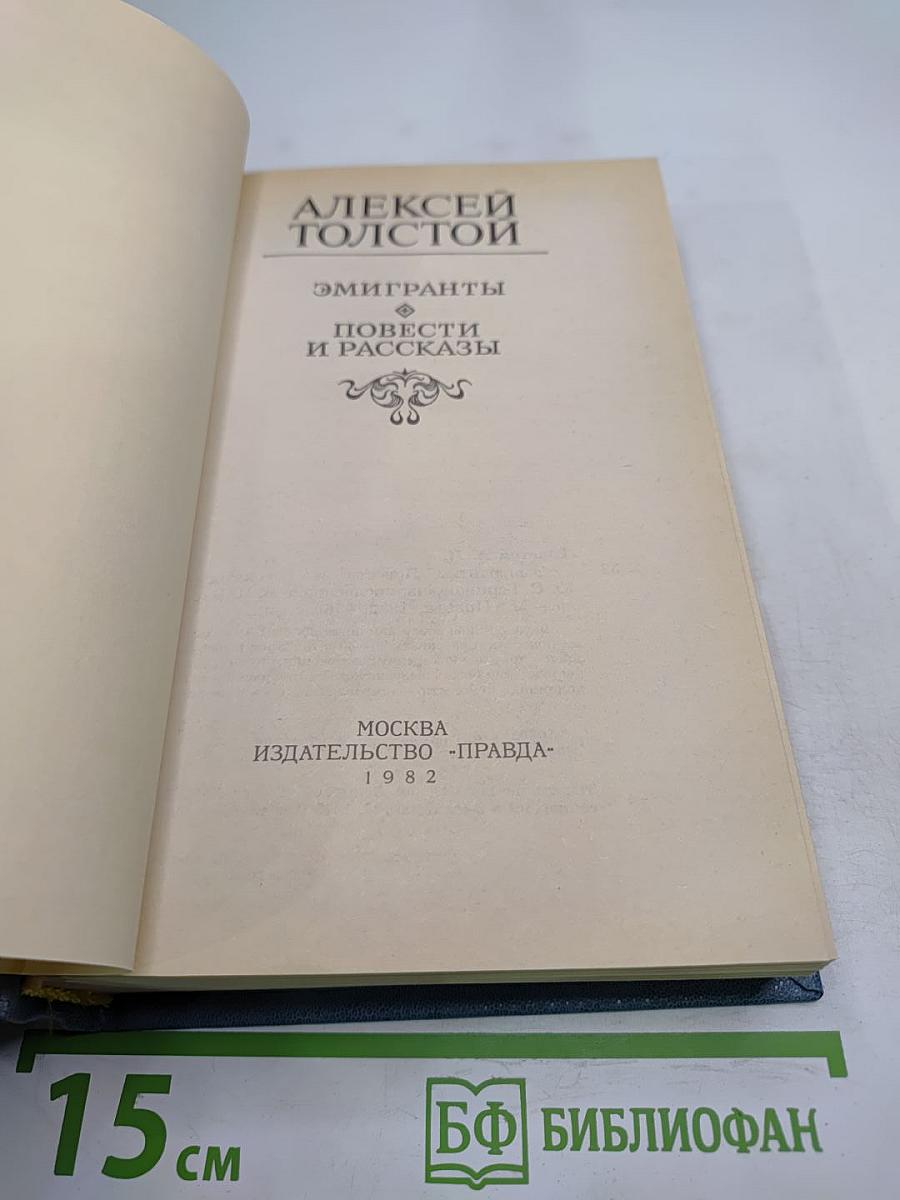 АЛЕКСЕЙ
ТОЛСТОЙ
ЭМИГРАНТЫ
ПОВЕСТИ
И РАССКАЗЫ
МОСКВА
ИЗДАТЕЛЬСТВО «ПРАВДА»
1982
15 см
БФ БИБЛИОФАН